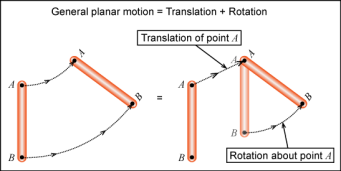 General planar motion = Translation + Rotation
Translation of point A
A
A
A
A
B
B
=
B
B
B
Rotation about point A